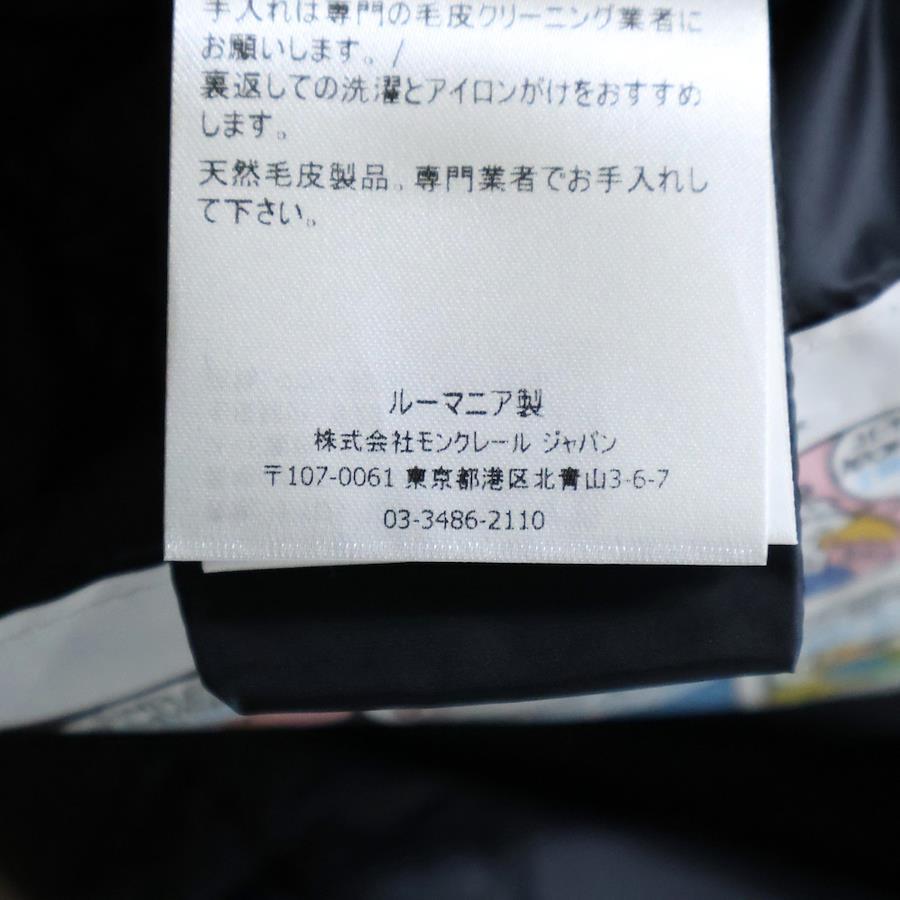 手入れは専門の毛皮クリーニング業者に
お願いします。/
裏返しての洗濯とアイロンがけをおすすめ
します。
天然毛皮製品、専門業者でお手入れし
て下さい。
ルーマニア製
株式会社モンクレール ジャパン
〒107-0061 東京都港区北青山3-6-7
03-3486-2110